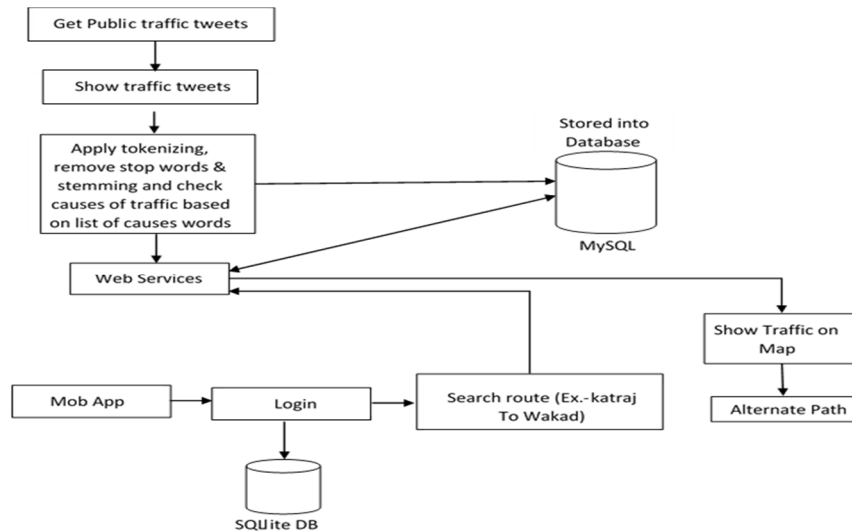 Get Public traffic tweets
Show traffic tweets
Apply tokenizing,
remove stop words &
stemming and check
causes of traffic based
on list of causes words
Stored into
Database
MySQL
Web Services
Show Traffic on
Map
Alternate Path
Mob App
Login
Search route (Ex.-katraj
To Wakad)
SQLlite DB